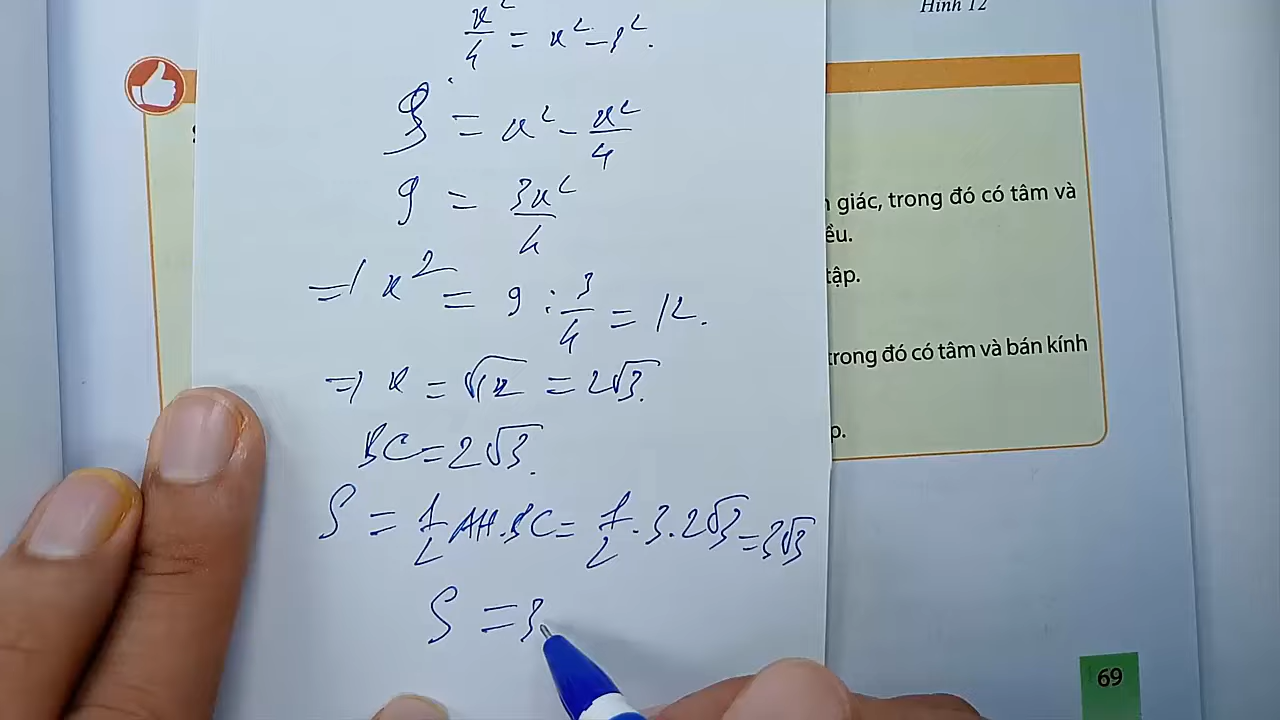 Hình 12
x²/4 = x² - 3².
9 = x² - x²/4
9 = 3x²/4
=> x² = 9 : 3/4 = 12.
=> x = √12 = 2√3.
BC = 2√3.
S = 1/2 AH.BC = 1/2 . 3 . 2√3 = 3√3
S = 3
giác, trong đó có tâm và
tập.
trong đó có tâm và bán kính
69